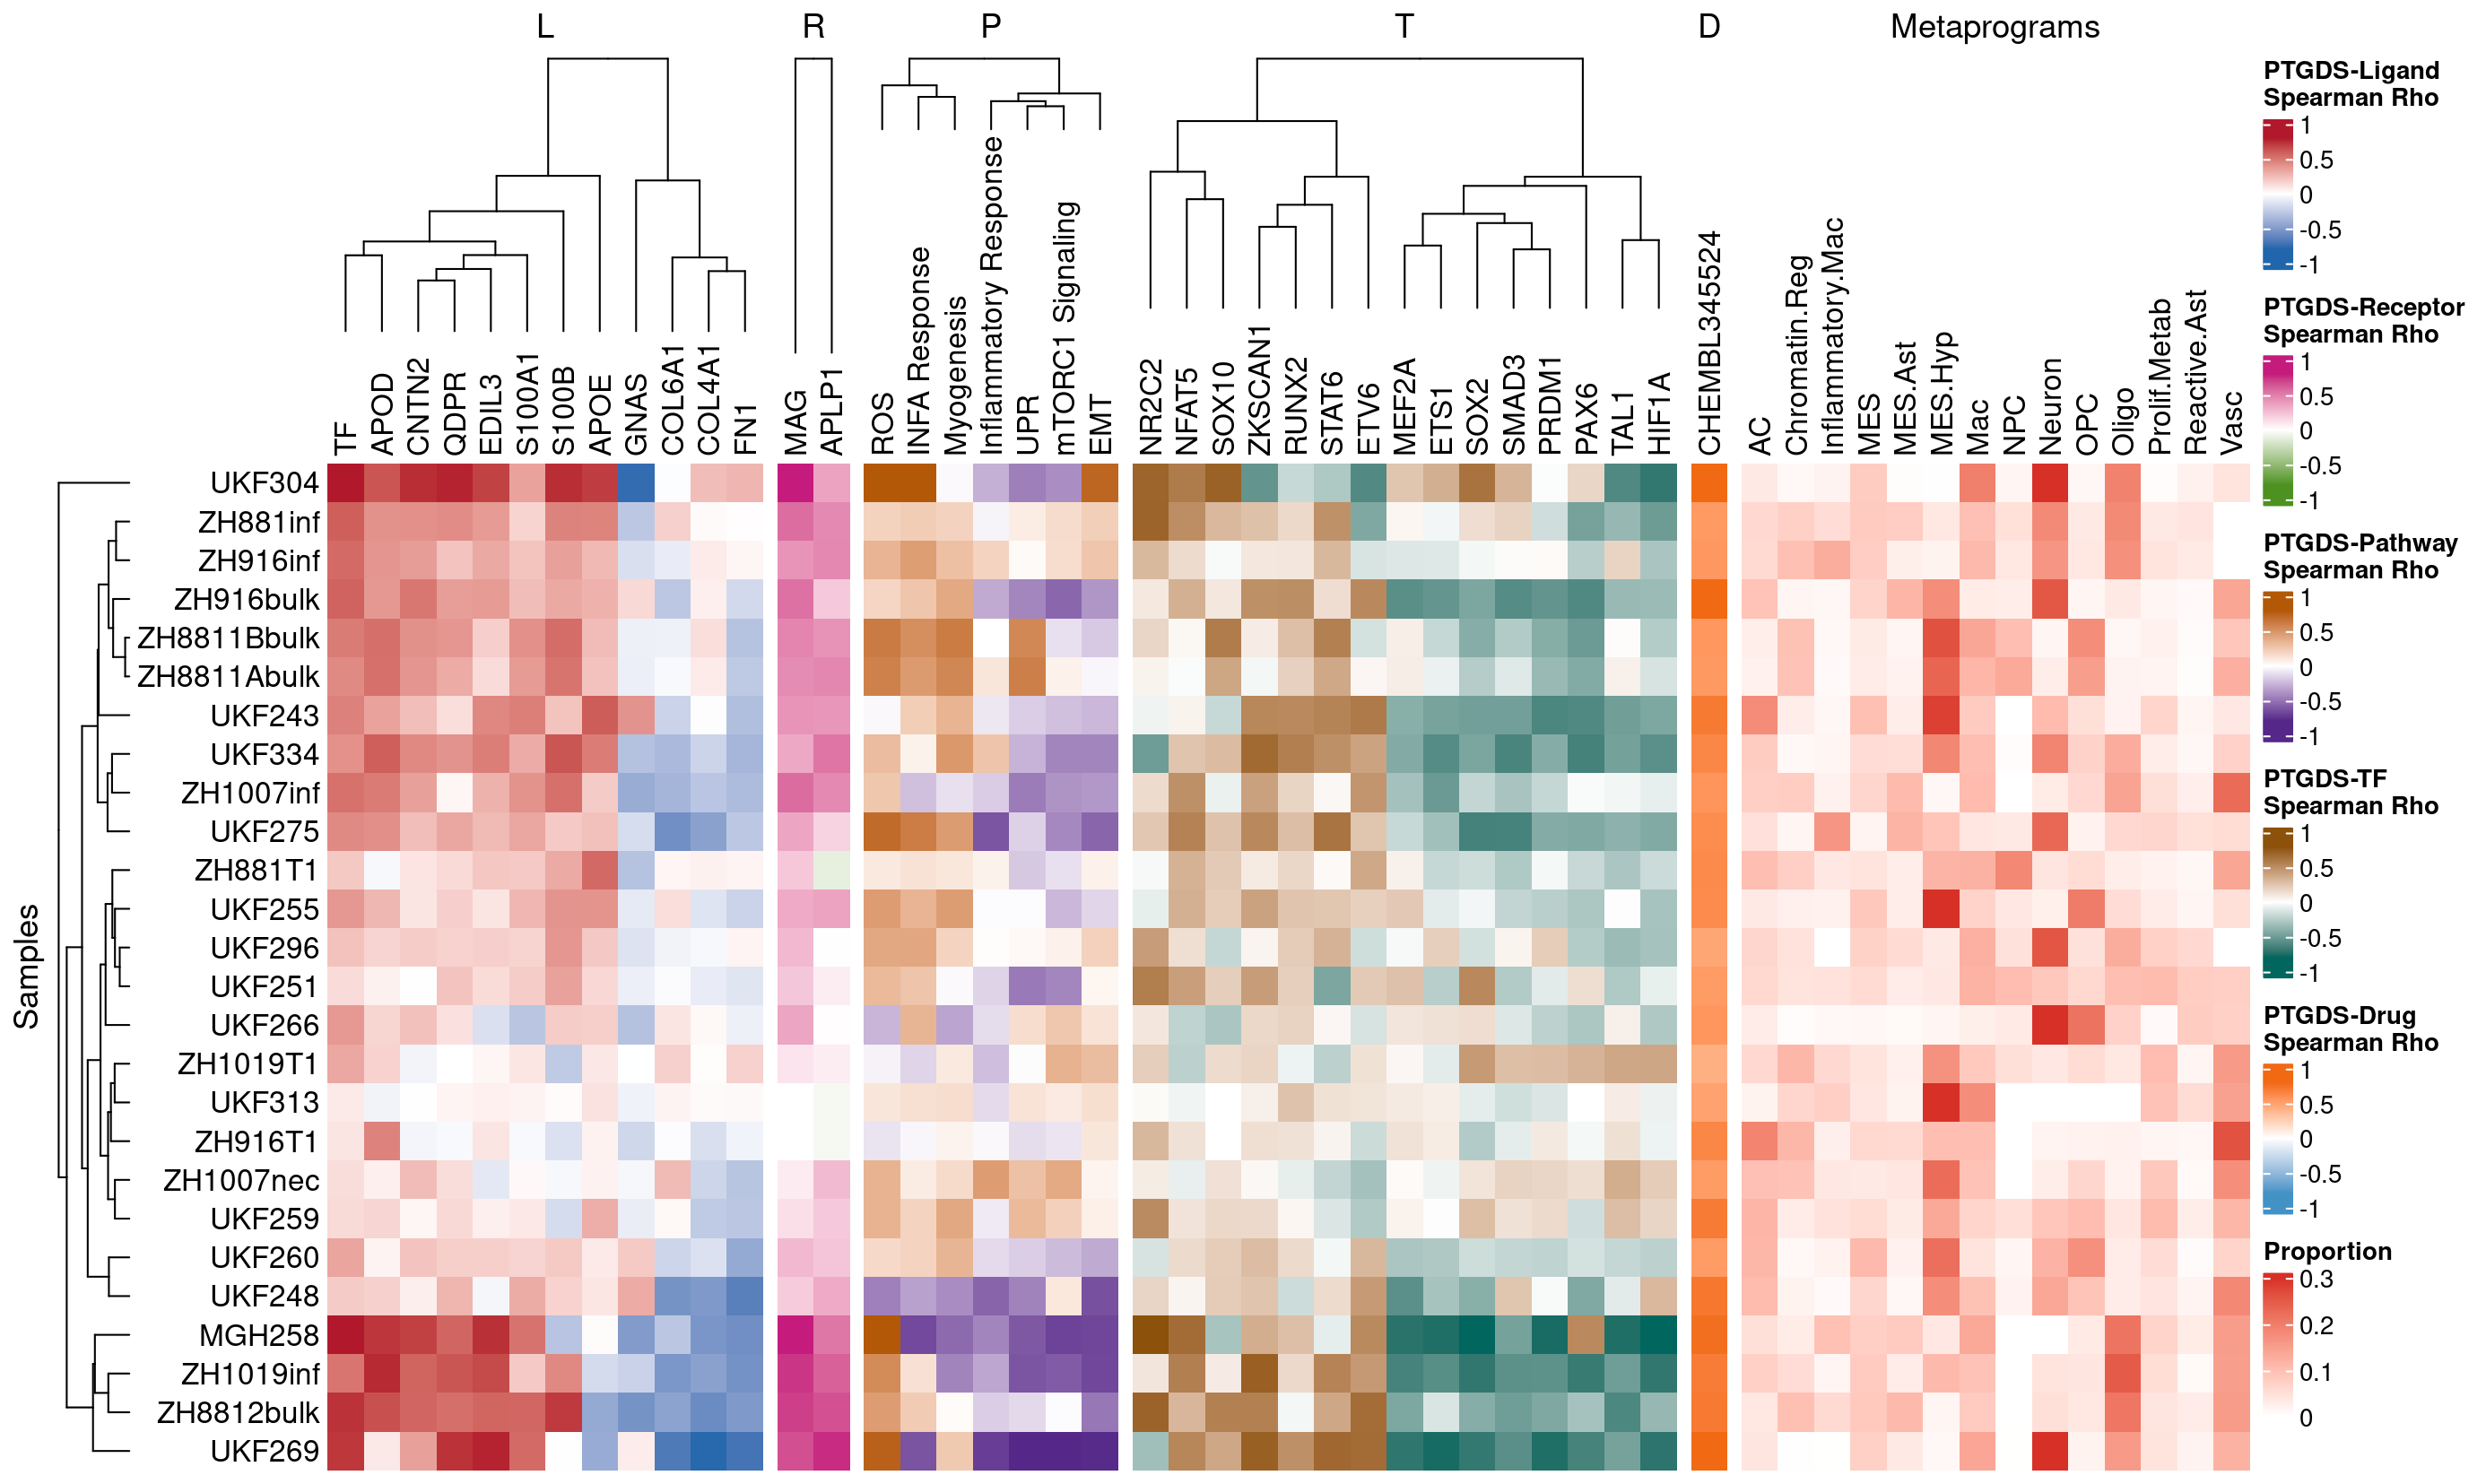 L
R
P
T
D
Metaprograms
TF
APOD
CNTN2
QDPR
EDIL3
S100A1
S100B
APOE
GNAS
COL6A1
COL4A1
FN1
MAG
APLP1
ROS
INFA Response
Myogenesis
Inflammatory Response
UPR
mTORC1 Signaling
EMT
NR2C2
NFAT5
SOX10
ZKSCAN1
RUNX2
STAT6
ETV6
MEF2A
ETS1
SOX2
SMAD3
PRDM1
PAX6
TAL1
HIF1A
CHEMBL345524
AC
Chromatin.Reg
Inflammatory.Mac
MES
MES.Ast
MES.Hyp
Mac
NPC
Neuron
OPC
Oligo
Prolif.Metab
Reactive.Ast
Vasc
Samples
UKF304
ZH881inf
ZH916inf
ZH916bulk
ZH8811Bbulk
ZH8811Abulk
UKF243
UKF334
ZH1007inf
UKF275
ZH881T1
UKF255
UKF296
UKF251
UKF266
ZH1019T1
UKF313
ZH916T1
ZH1007nec
UKF259
UKF260
UKF248
MGH258
ZH1019inf
ZH8812bulk
UKF269
PTGDS-Ligand
Spearman Rho
1
0.5
0
-0.5
-1
PTGDS-Receptor
Spearman Rho
1
0.5
0
-0.5
-1
PTGDS-Pathway
Spearman Rho
1
0.5
0
-0.5
-1
PTGDS-TF
Spearman Rho
1
0.5
0
-0.5
-1
PTGDS-Drug
Spearman Rho
1
0.5
0
-0.5
-1
Proportion
0.3
0.2
0.1
0